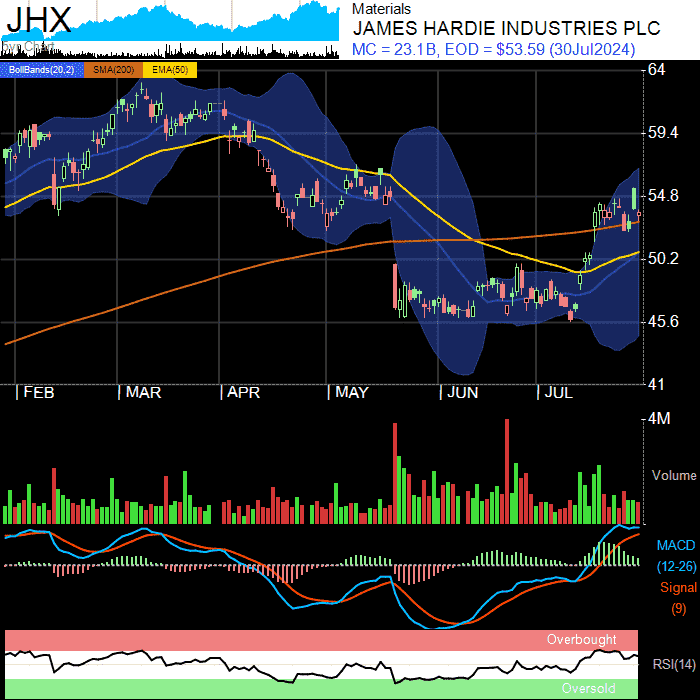 JHX
Materials
JAMES HARDIE INDUSTRIES PLC
MC = 23.1B, EOD = $53.59 (30Jul2024)
BollBands(20,2) SMA(200) EMA(50)
64
59.4
54.8
50.2
45.6
41
FEB MAR APR MAY JUN JUL
4M
Volume
MACD
(12-26)
Signal
(9)
Overbought
RSI(14)
Oversold